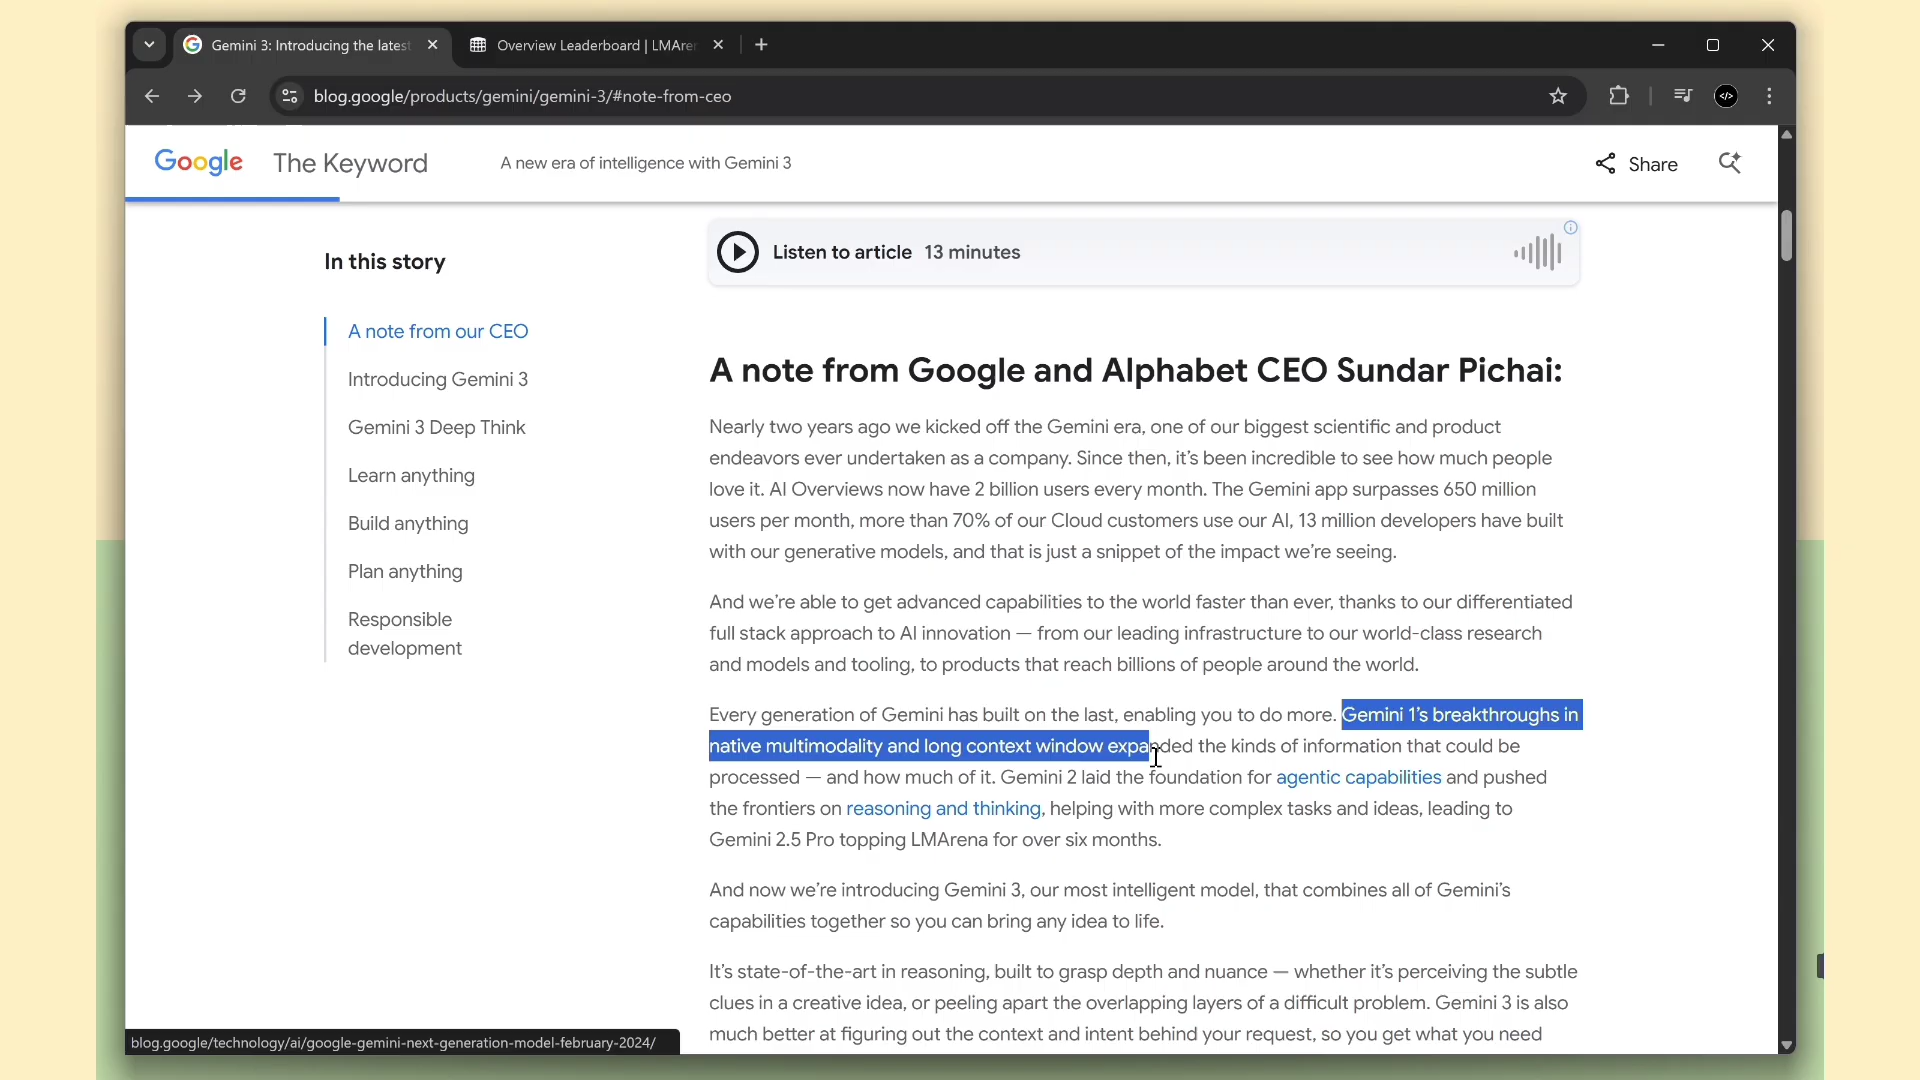 Gemini 3: Introducing the latest
Overview Leaderboard | LMAren
blog.google/products/gemini/gemini-3/#note-from-ceo
Google The Keyword
A new era of intelligence with Gemini 3
Share
In this story
A note from our CEO
Introducing Gemini 3
Gemini 3 Deep Think
Learn anything
Build anything
Plan anything
Responsible
development
Listen to article 13 minutes
A note from Google and Alphabet CEO Sundar Pichai:
Nearly two years ago we kicked off the Gemini era, one of our biggest scientific and product
endeavors ever undertaken as a company. Since then, it’s been incredible to see how much people
love it. AI Overviews now have 2 billion users every month. The Gemini app surpasses 650 million
users per month, more than 70% of our Cloud customers use our AI, 13 million developers have built
with our generative models, and that is just a snippet of the impact we’re seeing.
And we’re able to get advanced capabilities to the world faster than ever, thanks to our differentiated
full stack approach to AI innovation — from our leading infrastructure to our world-class research
and models and tooling, to products that reach billions of people around the world.
Every generation of Gemini has built on the last, enabling you to do more. Gemini 1’s breakthroughs in
native multimodality and long context window expanded the kinds of information that could be
processed — and how much of it. Gemini 2 laid the foundation for agentic capabilities and pushed
the frontiers on reasoning and thinking, helping with more complex tasks and ideas, leading to
Gemini 2.5 Pro topping LMArena for over six months.
And now we’re introducing Gemini 3, our most intelligent model, that combines all of Gemini’s
capabilities together so you can bring any idea to life.
It’s state-of-the-art in reasoning, built to grasp depth and nuance — whether it’s perceiving the subtle
clues in a creative idea, or peeling apart the overlapping layers of a difficult problem. Gemini 3 is also
much better at figuring out the context and intent behind your request, so you get what you need
blog.google/technology/ai/google-gemini-next-generation-model-february-2024/